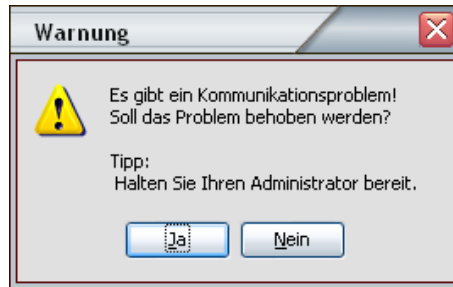 Warnung
Es gibt ein Kommunikationsproblem!
Soll das Problem behoben werden?
Tipp:
Halten Sie Ihren Administrator bereit.
Ja
Nein